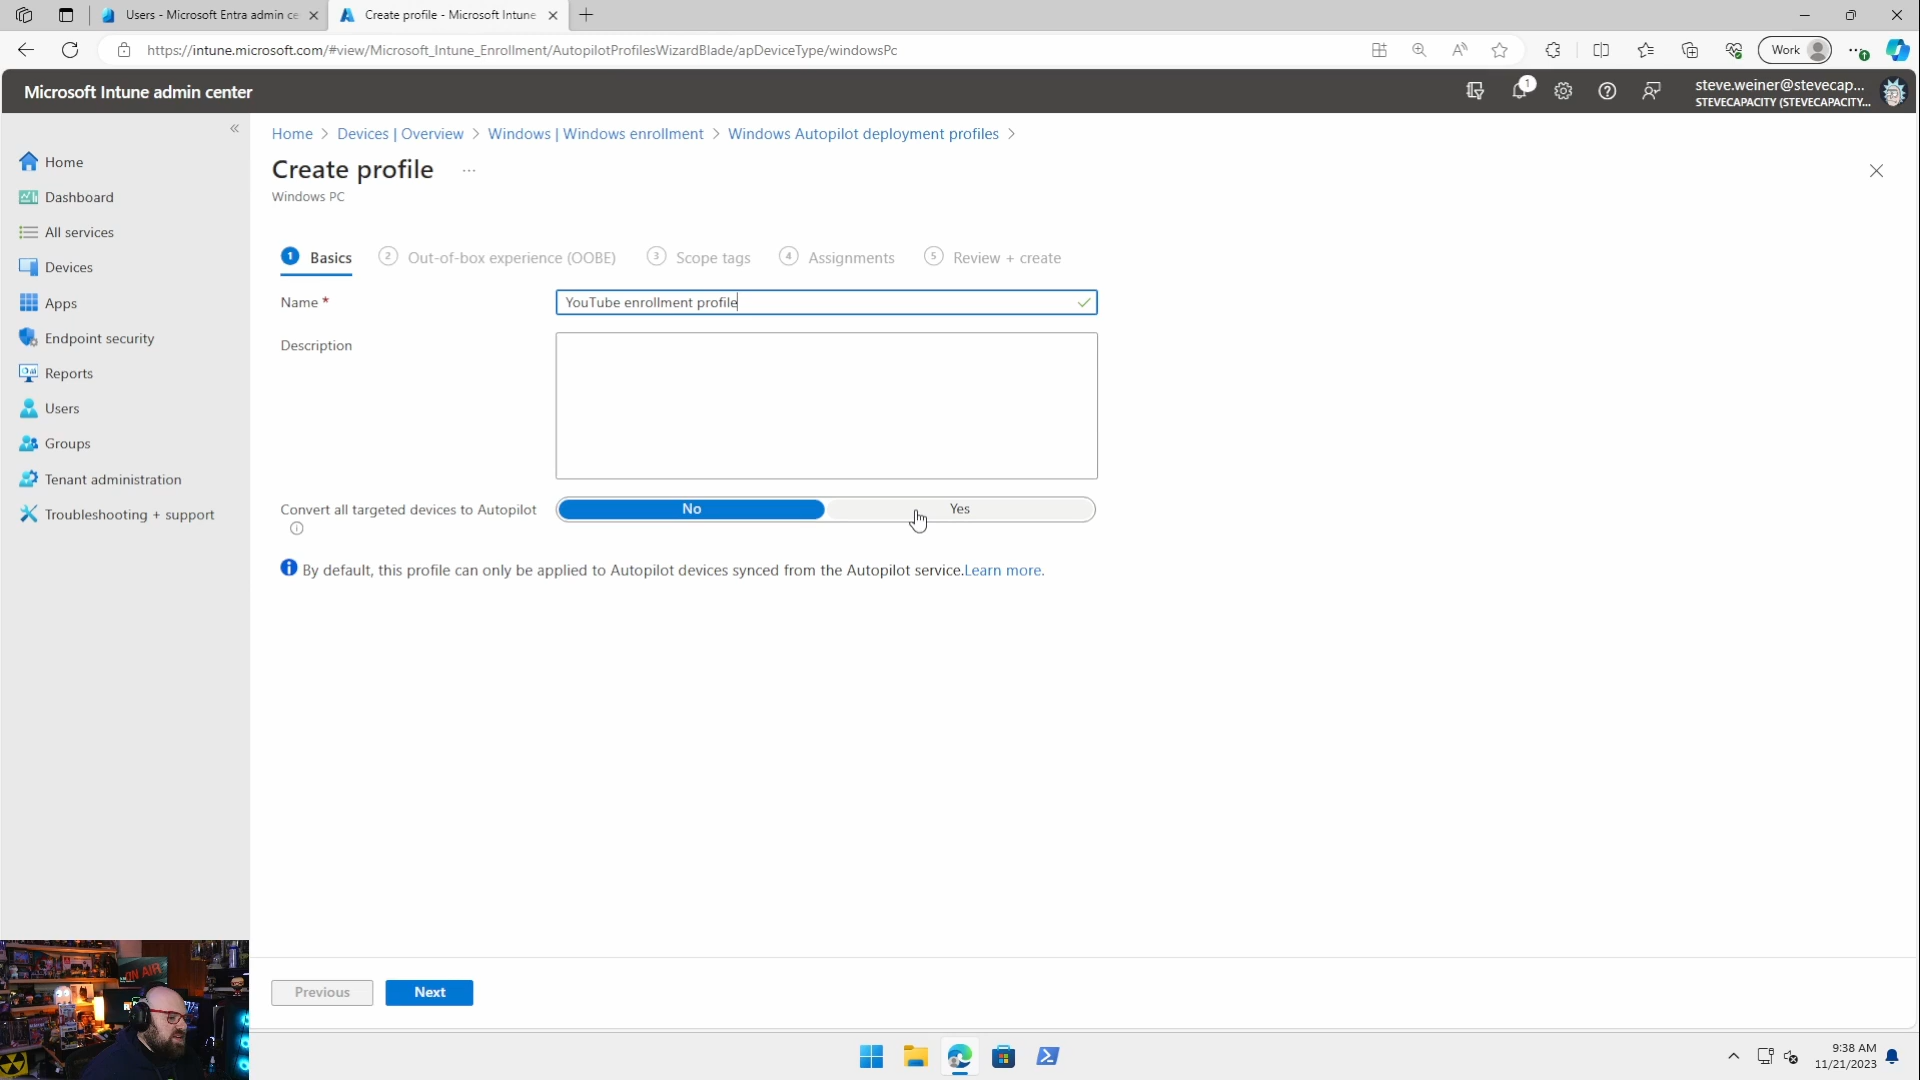 Users - Microsoft Entra admin ce
Create profile - Microsoft Intune
https://intune.microsoft.com/#view/Microsoft_Intune_Enrollment/AutopilotProfilesWizardBlade/apDeviceType/windowsPc
Work
Microsoft Intune admin center
1
steve.weiner@stevecap...
STEVECAPACITY (STEVECAPACITY,...
Home
Dashboard
All services
Devices
Apps
Endpoint security
Reports
Users
Groups
Tenant administration
Troubleshooting + support
Home > Devices | Overview > Windows | Windows enrollment > Windows Autopilot deployment profiles >
Create profile ...
Windows PC
1 Basics
2 Out-of-box experience (OOBE)
3 Scope tags
4 Assignments
5 Review + create
Name *
YouTube enrollment profile
Description
Convert all targeted devices to Autopilot
No
Yes
By default, this profile can only be applied to Autopilot devices synced from the Autopilot service.Learn more.
Previous
Next
ON AIR
9:38 AM
11/21/2023